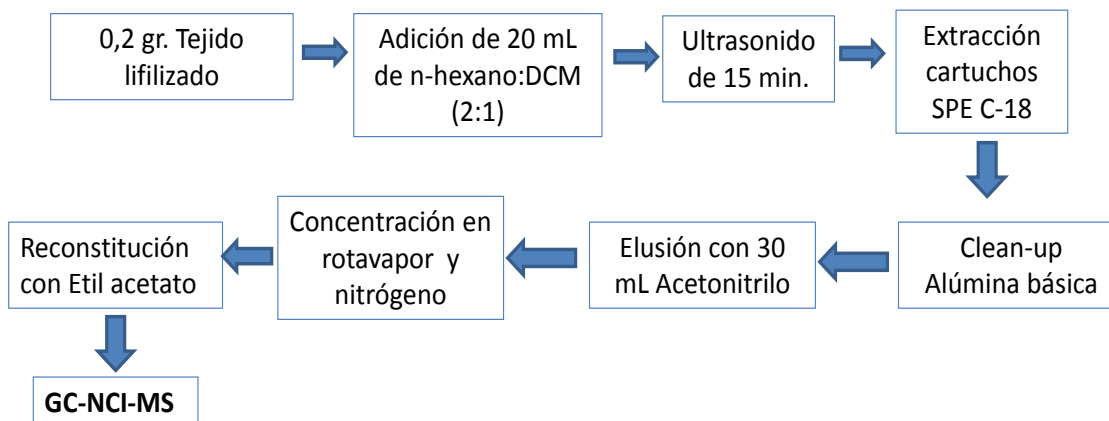 0,2 gr. Tejido
lifilizado
Adición de 20 mL
de n-hexano:DCM
(2:1)
Ultrasonido
de 15 min.
Extracción
cartuchos
SPE C-18
Clean-up
Alúmina básica
Elusión con 30
mL Acetonitrilo
Concentración en
rotavapor y
nitrógeno
Reconstitución
con Etil acetato
GC-NCI-MS